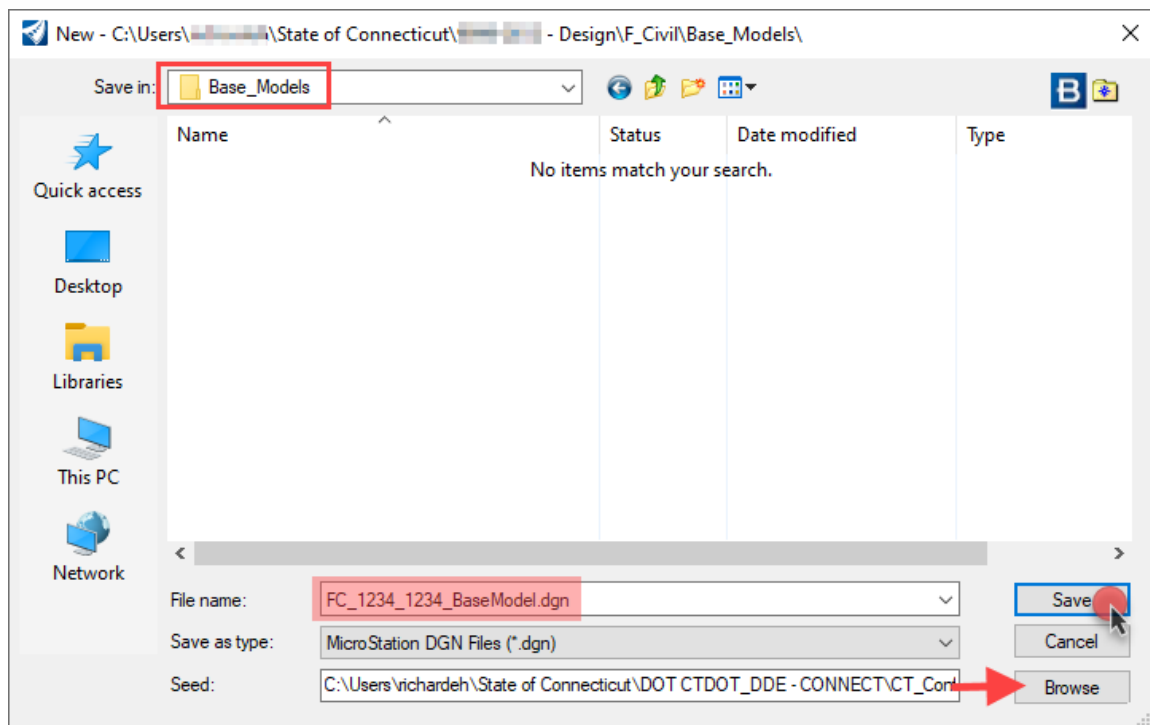 New - C:\Users\ \State of Connecticut\ - Design\F_Civil\Base_Models\
Save in: Base_Models
B
Name Status Date modified Type
No items match your search.
Quick access
Desktop
Libraries
This PC
Network
File name: FC_1234_1234_BaseModel.dgn Save
Save as type: MicroStation DGN Files (*.dgn) Cancel
Seed: C:\Users\richardeh\State of Connecticut\DOT CTDOT_DDE - CONNECT\CT_Con Browse